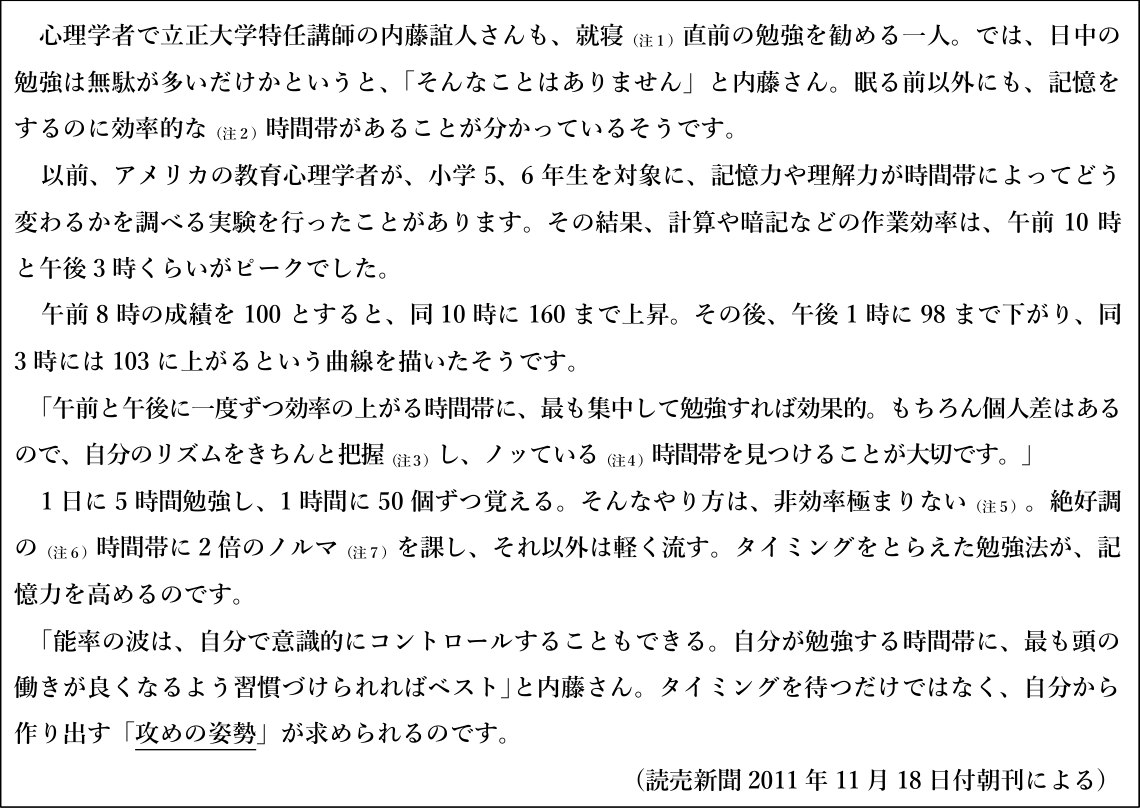 心理学者で立正大学特任講師の内藤誼人さんも、就寝（注1）直前の勉強を勧める一人。では、日中の
勉強は無駄が多いだけかというと、「そんなことはありません」と内藤さん。眠る前以外にも、記憶を
するのに効率的な（注2）時間帯があることが分かっているそうです。
以前、アメリカの教育心理学者が、小学5、6年生を対象に、記憶力や理解力が時間帯によってどう
変わるかを調べる実験を行ったことがあります。その結果、計算や暗記などの作業効率は、午前10時
と午後3時くらいがピークでした。
午前8時の成績を100とすると、同10時に160まで上昇。その後、午後1時に98まで下がり、同
3時には103に上がるという曲線を描いたそうです。
「午前と午後に一度ずつ効率の上がる時間帯に、最も集中して勉強すれば効果的。もちろん個人差はある
ので、自分のリズムをきちんと把握（注3）し、ノッている（注4）時間帯を見つけることが大切です。」
1日に5時間勉強し、1時間に50個ずつ覚える。そんなやり方は、非効率極まりない（注5）。絶好調
の（注6）時間帯に2倍のノルマ（注7）を課し、それ以外は軽く流す。タイミングをとらえた勉強法が、記
憶力を高めるのです。
「能率の波は、自分で意識的にコントロールすることもできる。自分が勉強する時間帯に、最も頭の
働きが良くなるよう習慣づけられればベスト」と内藤さん。タイミングを待つだけではなく、自分から
作り出す「攻めの姿勢」が求められるのです。
（読売新聞2011年11月18日付朝刊による）